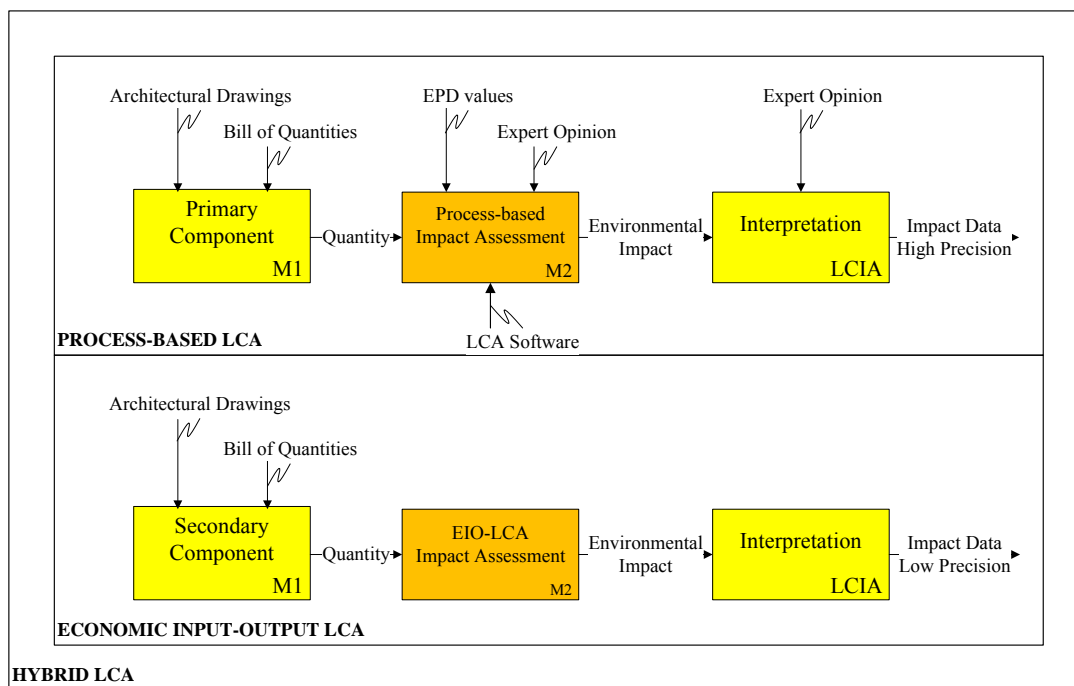 Architectural Drawings
Bill of Quantities
EPD values
Expert Opinion
Expert Opinion
Primary
Component
M1
Quantity
Process-based
Impact Assessment
M2
Environmental
Impact
Interpretation
LCIA
Impact Data
High Precision
LCA Software
PROCESS-BASED LCA
Architectural Drawings
Bill of Quantities
Secondary
Component
M1
Quantity
EIO-LCA
Impact Assessment
M2
Environmental
Impact
Interpretation
LCIA
Impact Data
Low Precision
ECONOMIC INPUT-OUTPUT LCA
HYBRID LCA